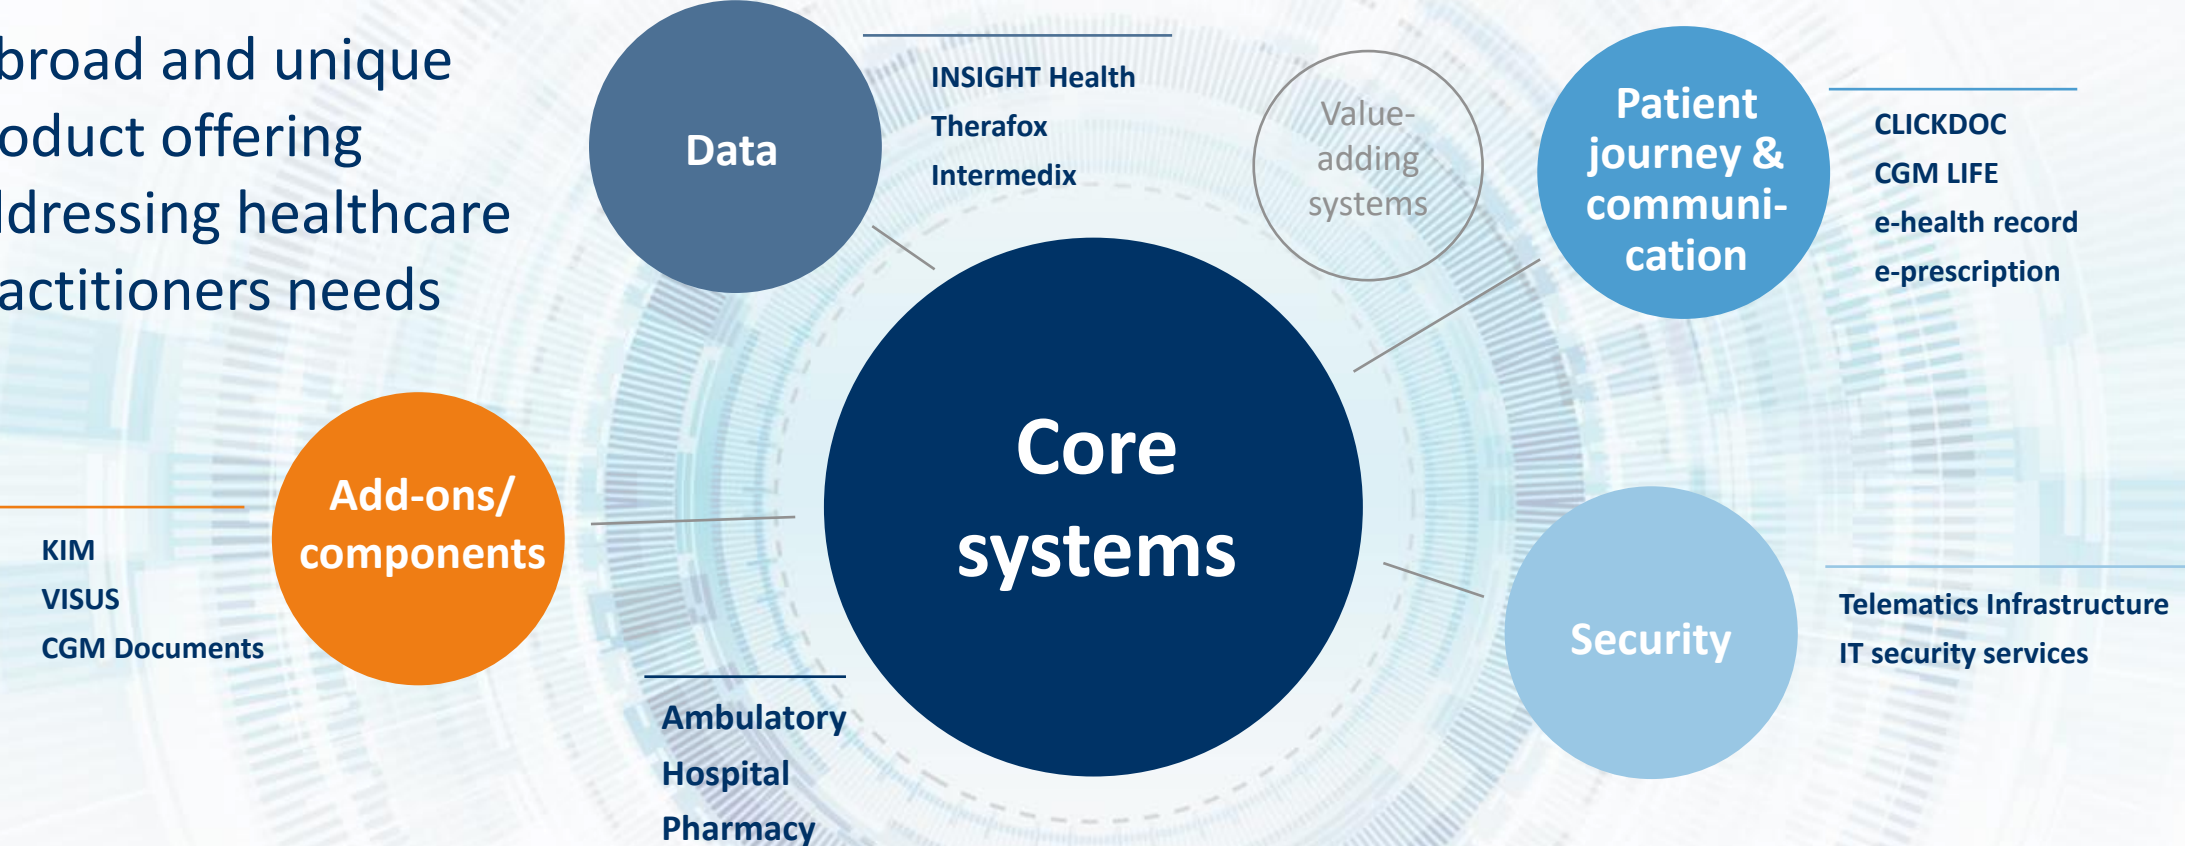 broad and unique
oduct offering
dressing healthcare
actitioners needs
Data
INSIGHT Health
Therafox
Intermedix
Value-
adding
systems
Patient
journey &
communi-
cation
CLICKDOC
CGM LIFE
e-health record
e-prescription
Core
systems
Add-ons/
components
KIM
VISUS
CGM Documents
Ambulatory
Hospital
Pharmacy
Security
Telematics Infrastructure
IT security services